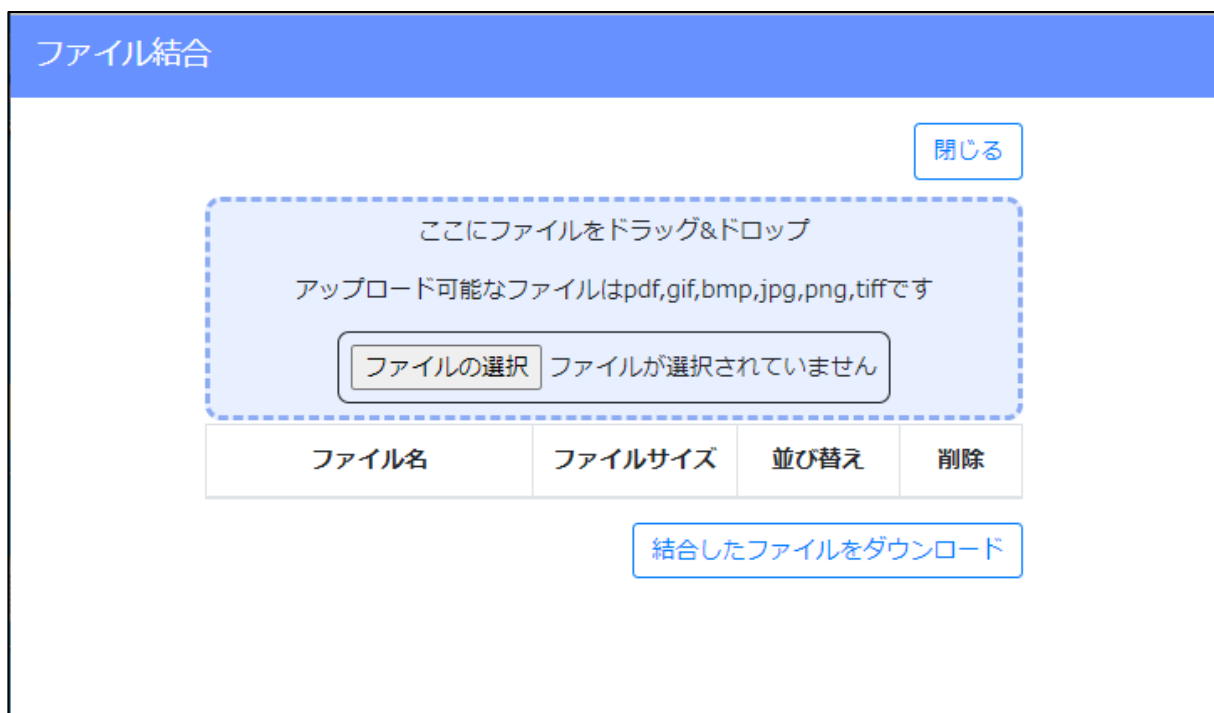 ファイル結合
閉じる
ここにファイルをドラッグ&ドロップ
アップロード可能なファイルはpdf,gif,bmp,jpg,png,tiffです
ファイルの選択 ファイルが選択されていません
ファイル名 ファイルサイズ 並び替え 削除
結合したファイルをダウンロード